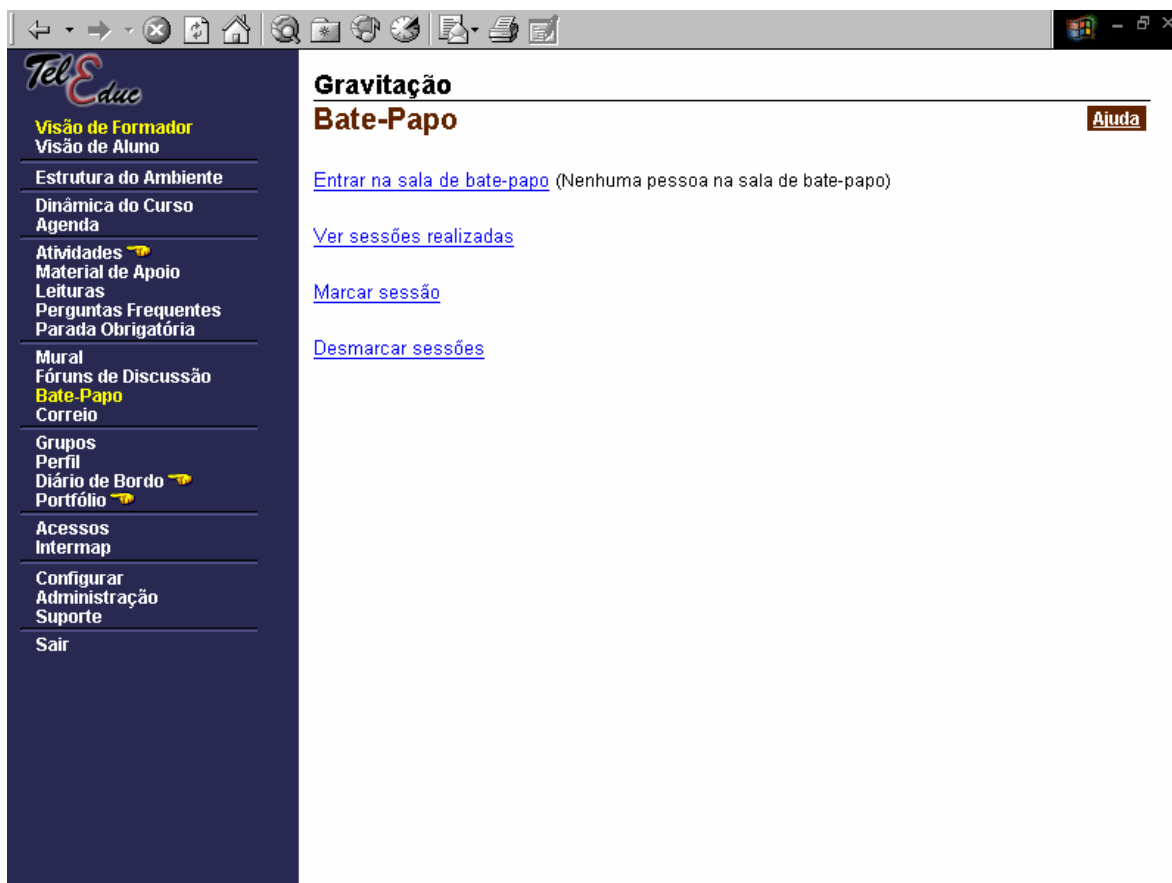 TelEduc
Visão de Formador
Visão de Aluno
Estrutura do Ambiente
Dinâmica do Curso
Agenda
Atividades
Material de Apoio
Leituras
Perguntas Frequentes
Parada Obrigatória
Mural
Fóruns de Discussão
Bate-Papo
Correio
Grupos
Perfil
Diário de Bordo
Portfólio
Acessos
Intermap
Configurar
Administração
Suporte
Sair
Gravitação
Bate-Papo
Ajuda
Entrar na sala de bate-papo (Nenhuma pessoa na sala de bate-papo)
Ver sessões realizadas
Marcar sessão
Desmarcar sessões